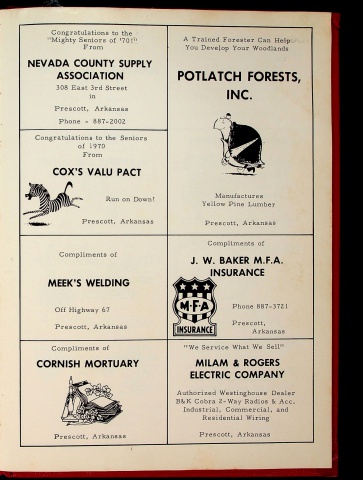 Congratulations to the
"Mighty Seniors of '70!"
From
NEVADA COUNTY SUPPLY
ASSOCIATION
308 East 3rd Street
in
Prescott, Arkansas
Phone - 887-2002
Congratulations to the Seniors
of 1970
From
COX'S VALU PACT
Run on Down!
Prescott, Arkansas
Compliments of
MEEK'S WELDING
Off Highway 67
Prescott, Arkansas
Compliments of
CORNISH MORTUARY
Prescott, Arkansas
A Trained Forester Can Help
You Develop Your Woodlands
POTLATCH FORESTS,
INC.
Manufactures
Yellow Pine Lumber
Prescott, Arkansas
Compliments of
J. W. BAKER M.F.A.
INSURANCE
M·F·A
INSURANCE
Phone 887-3721
Prescott,
Arkansas
"We Service What We Sell"
MILAM & ROGERS
ELECTRIC COMPANY
Authorized Westinghouse Dealer
B&K Cobra 2-Way Radios & Acc.
Industrial, Commercial, and
Residential Wiring
Prescott, Arkansas